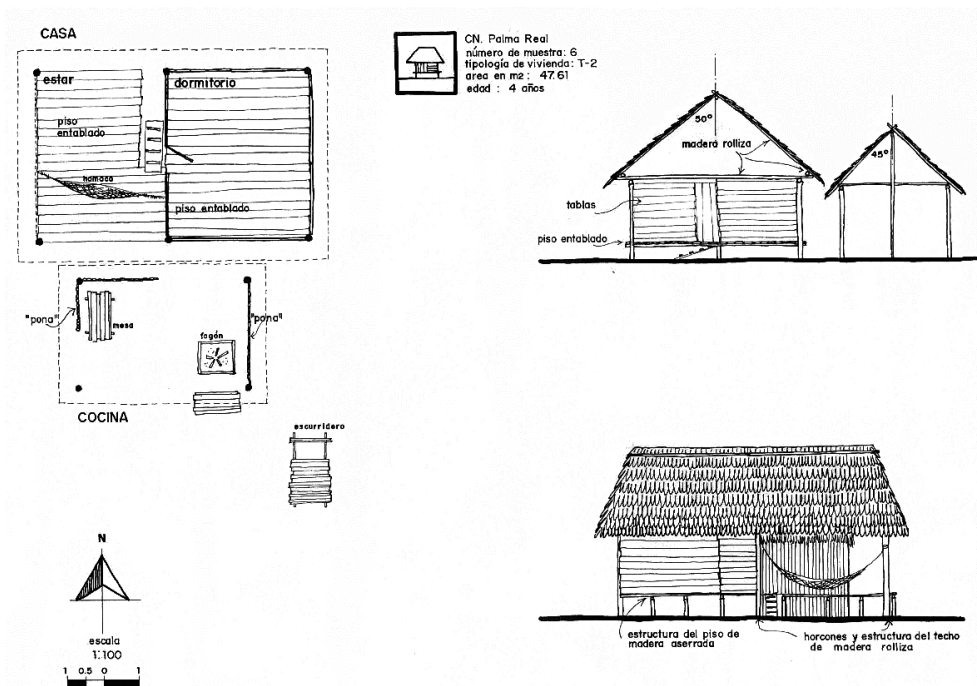 CASA
estar
dormitorio
piso
entablado
hamaca
piso entablado
"pona"
mesa
fogón
"pona"
COCINA
escurridero
N
escala
1:100
1 0.5 0 1
CN. Palma Real
número de muestra: 6
tipología de vivienda: T-2
area en m2: 47.61
edad : 4 años
50°
madera rolliza
45°
tablas
piso entablado
estructura del piso de
madera aserrada
horcones y estructura del techo
de madera rolliza